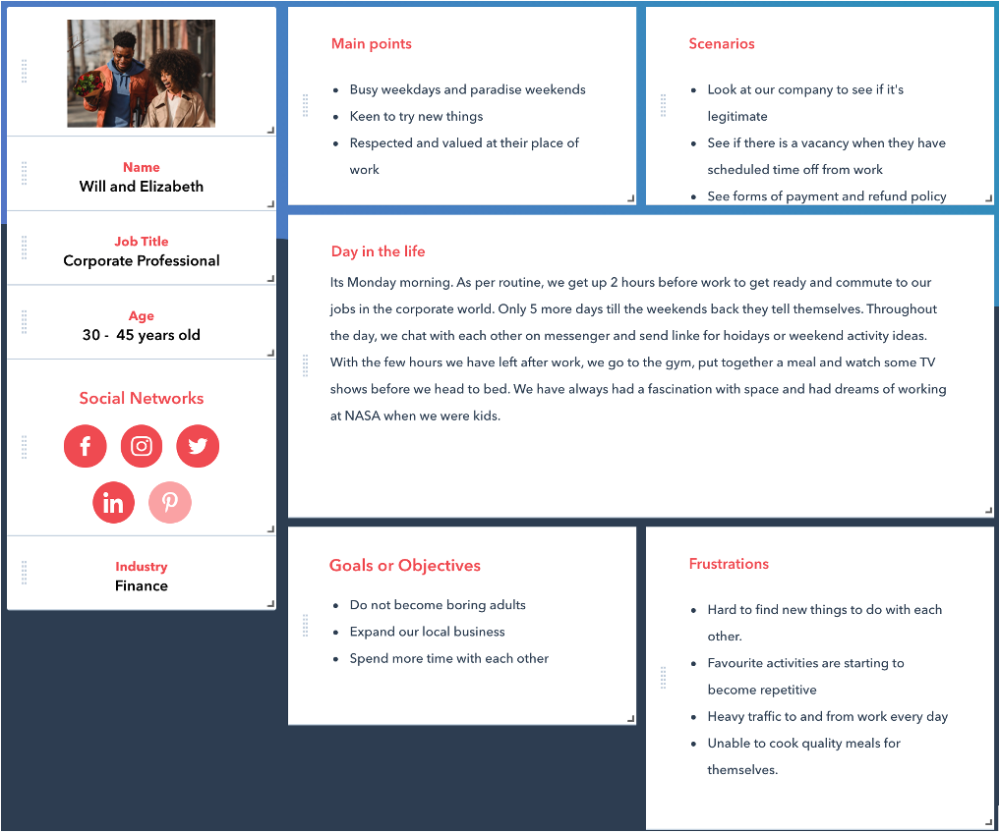 Name
Will and Elizabeth
Job Title
Corporate Professional
Age
30 -  45 years old
Social Networks
f
in
Industry
Finance
Main points
• Busy weekdays and paradise weekends
• Keen to try new things
• Respected and valued at their place of
work
Scenarios
• Look at our company to see if it's
legitimate
• See if there is a vacancy when they have
scheduled time off from work
• See forms of payment and refund policy
Day in the life
Its Monday morning. As per routine, we get up 2 hours before work to get ready and commute to our
jobs in the corporate world. Only 5 more days till the weekends back they tell themselves. Throughout
the day, we chat with each other on messenger and send linke for hoidays or weekend activity ideas.
With the few hours we have left after work, we go to the gym, put together a meal and watch some TV
shows before we head to bed. We have always had a fascination with space and had dreams of working
at NASA when we were kids.
Goals or Objectives
• Do not become boring adults
• Expand our local business
• Spend more time with each other
Frustrations
• Hard to find new things to do with each
other.
• Favourite activities are starting to
become repetitive
• Heavy traffic to and from work every day
• Unable to cook quality meals for
themselves.